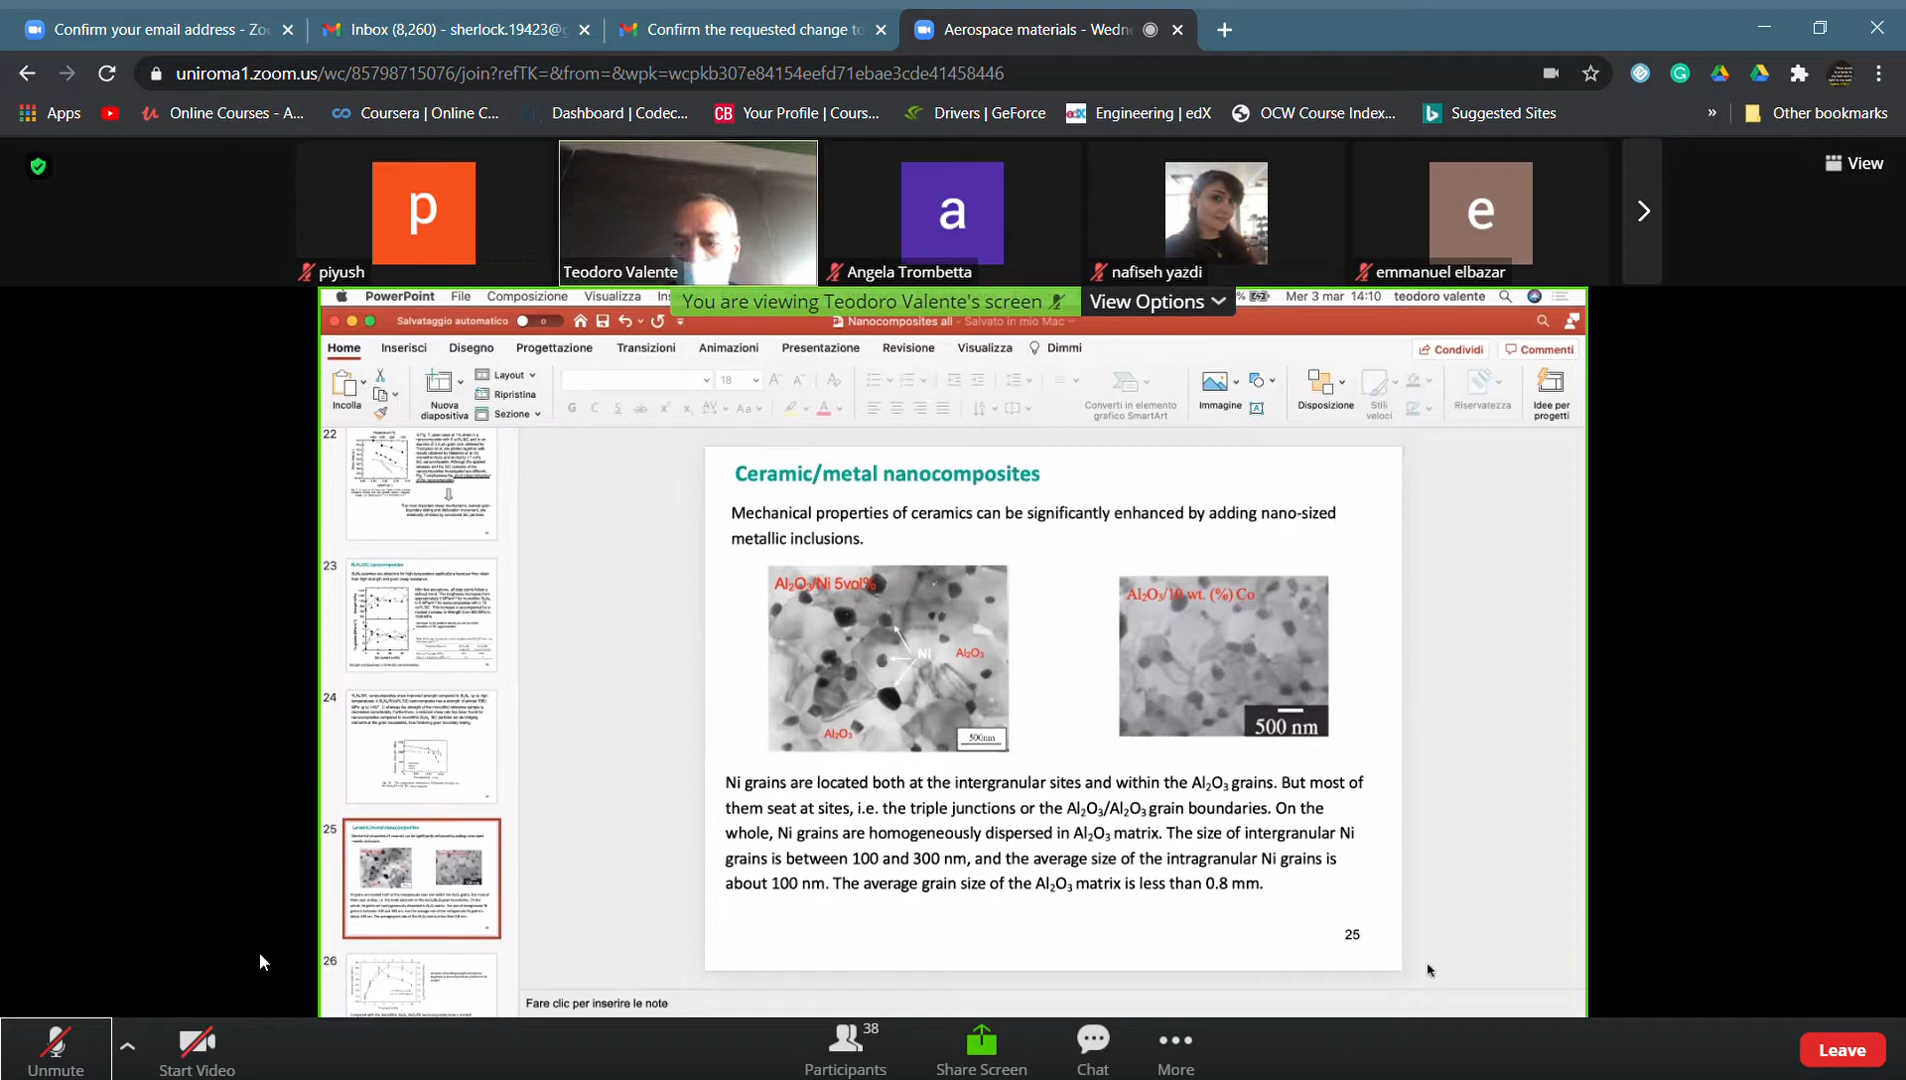 Confirm your email address - Zo
Inbox (8,260) - sherlock.19423@g
Confirm the requested change to
Aerospace materials - Wedne
uniroma1.zoom.us/wc/85798715076/join?refTK=&from=&wpk=wcpkb307e84154eefd71ebae3cde41458446
Apps
Online Courses - A...
Coursera | Online C...
Dashboard | Codec...
CB
Your Profile | Cours...
Drivers | GeForce
edX
Engineering | edX
OCW Course Index...
Suggested Sites
»
Other bookmarks
View
p
piyush
Teodoro Valente
a
Angela Trombetta
nafiseh yazdi
e
emmanuel elbazar
PowerPoint File Composizione Visualizza Ins
You are viewing Teodoro Valente's screen
View Options
% Mer 3 mar 14:10 teodoro valente
Salvataggio automatico
Nanocomposites all - Salvato in mio Mac
Home Inserisci Disegno Progettazione Transizioni Animazioni Presentazione Revisione Visualizza Dimmi
Condividi
Commenti
Incolla
Nuova
diapositiva
Layout
Ripristina
Sezione
18
G C S ab x² x₂ AV Aa A
Converti in elemento
grafico SmartArt
Immagine
Disposizione
Stili
veloci
Riservatezza
Idee per
progetti
22
23
24
25
Ceramic/metal nanocomposites
26
Ceramic/metal nanocomposites
Mechanical properties of ceramics can be significantly enhanced by adding nano-sized
metallic inclusions.
Al₂O₃/Ni 5vol%
Ni
Al₂O₃
Al₂O₃
500nm
Al₂O₃/10 wt. (%) Co
500 nm
Ni grains are located both at the intergranular sites and within the Al₂O₃ grains. But most of
them seat at sites, i.e. the triple junctions or the Al₂O₃/Al₂O₃ grain boundaries. On the
whole, Ni grains are homogeneously dispersed in Al₂O₃ matrix. The size of intergranular Ni
grains is between 100 and 300 nm, and the average size of the intragranular Ni grains is
about 100 nm. The average grain size of the Al₂O₃ matrix is less than 0.8 mm.
25
Fare clic per inserire le note
Unmute
Start Video
38
Participants
Share Screen
Chat
More
Leave